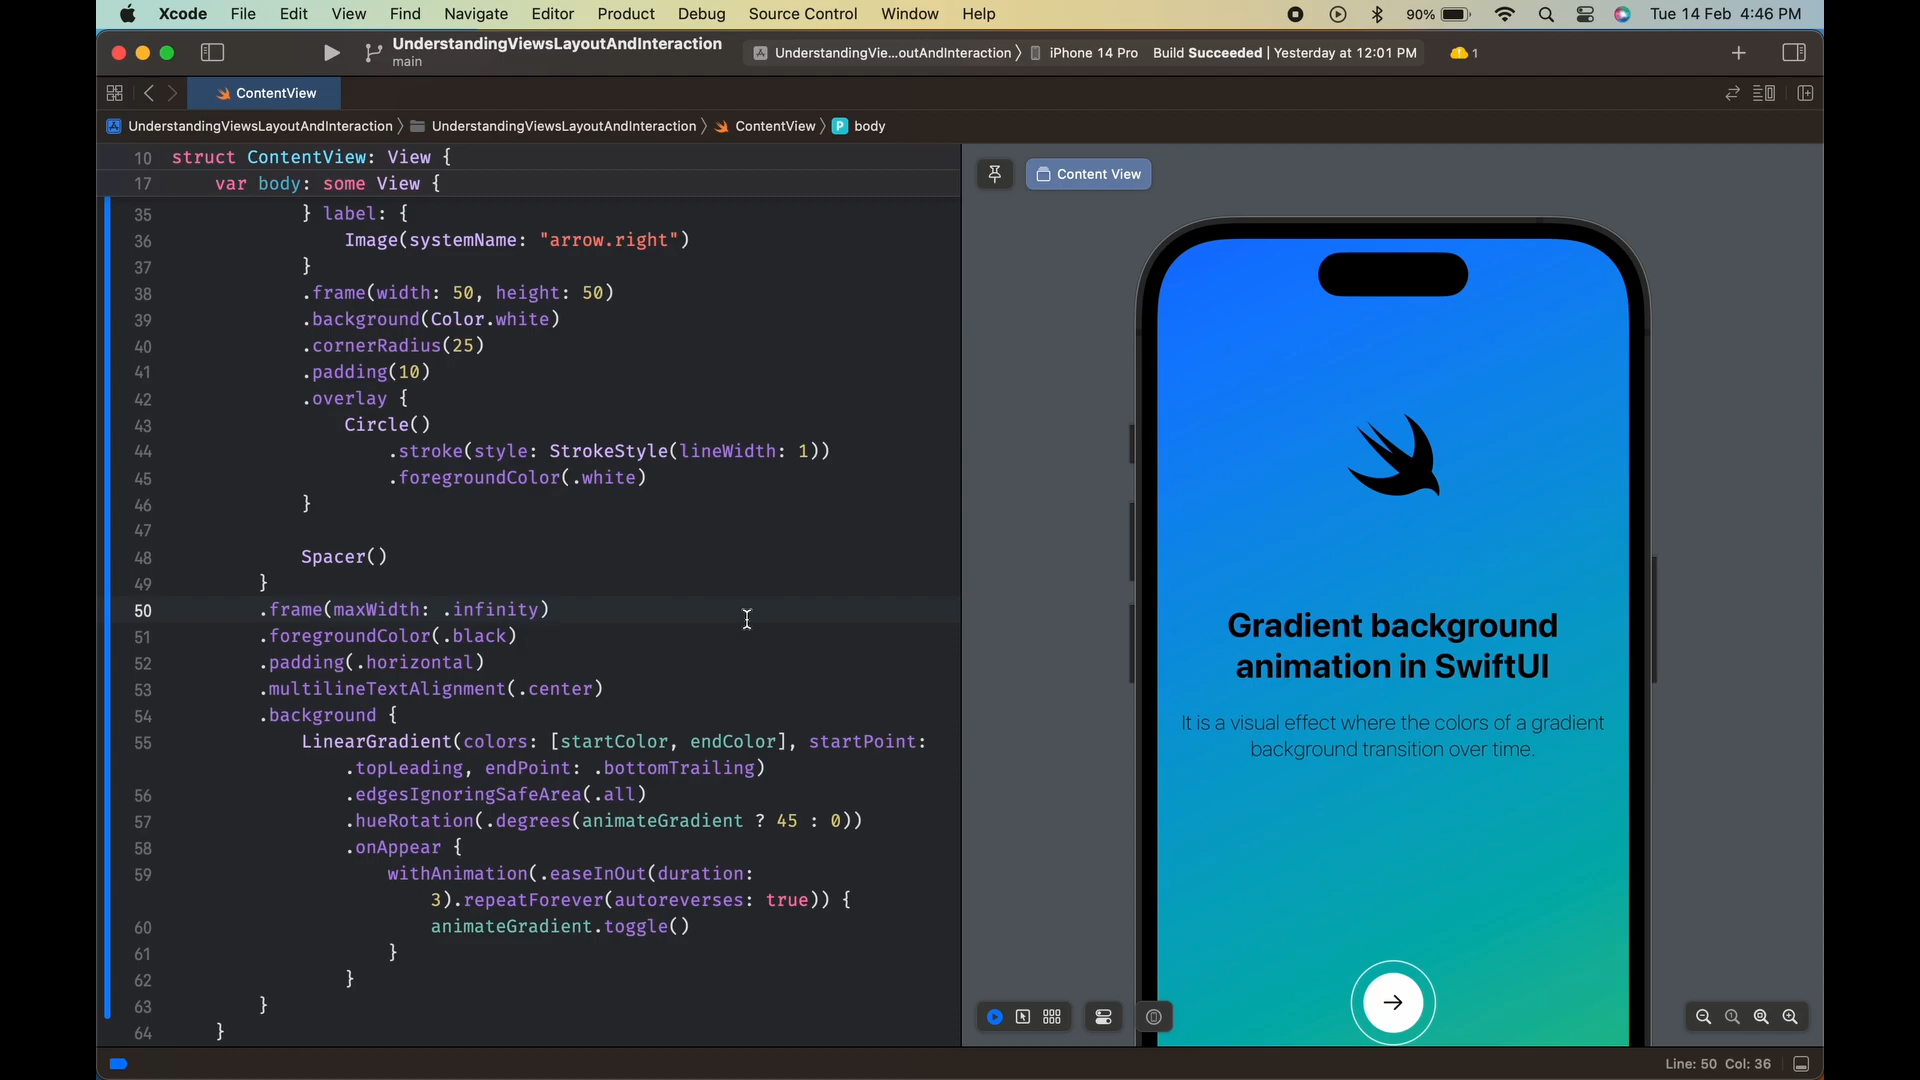 Xcode File Edit View Find Navigate Editor Product Debug Source Control Window Help 90% Tue 14 Feb 4:46 PM
UnderstandingViewsLayoutAndInteraction
main
UnderstandingVie...outAndInteraction 〉 iPhone 14 Pro Build Succeeded | Yesterday at 12:01 PM 1
ContentView
UnderstandingViewsLayoutAndInteraction 〉 UnderstandingViewsLayoutAndInteraction 〉 ContentView 〉 P body
10 struct ContentView: View {
17 var body: some View {
35 } label: {
36 Image(systemName: "arrow.right")
37 }
38 .frame(width: 50, height: 50)
39 .background(Color.white)
40 .cornerRadius(25)
41 .padding(10)
42 .overlay {
43 Circle()
44 .stroke(style: StrokeStyle(lineWidth: 1))
45 .foregroundColor(.white)
46 }
47
48 Spacer()
49 }
50 .frame(maxWidth: .infinity)
51 .foregroundColor(.black)
52 .padding(.horizontal)
53 .multilineTextAlignment(.center)
54 .background {
55 LinearGradient(colors: [startColor, endColor], startPoint:
.topLeading, endPoint: .bottomTrailing)
56 .edgesIgnoringSafeArea(.all)
57 .hueRotation(.degrees(animateGradient ? 45 : 0))
58 .onAppear {
59 withAnimation(.easeInOut(duration:
3).repeatForever(autoreverses: true)) {
60 animateGradient.toggle()
61 }
62 }
63 }
64 }
Content View
Gradient background
animation in SwiftUI
It is a visual effect where the colors of a gradient
background transition over time.
Line: 50 Col: 36